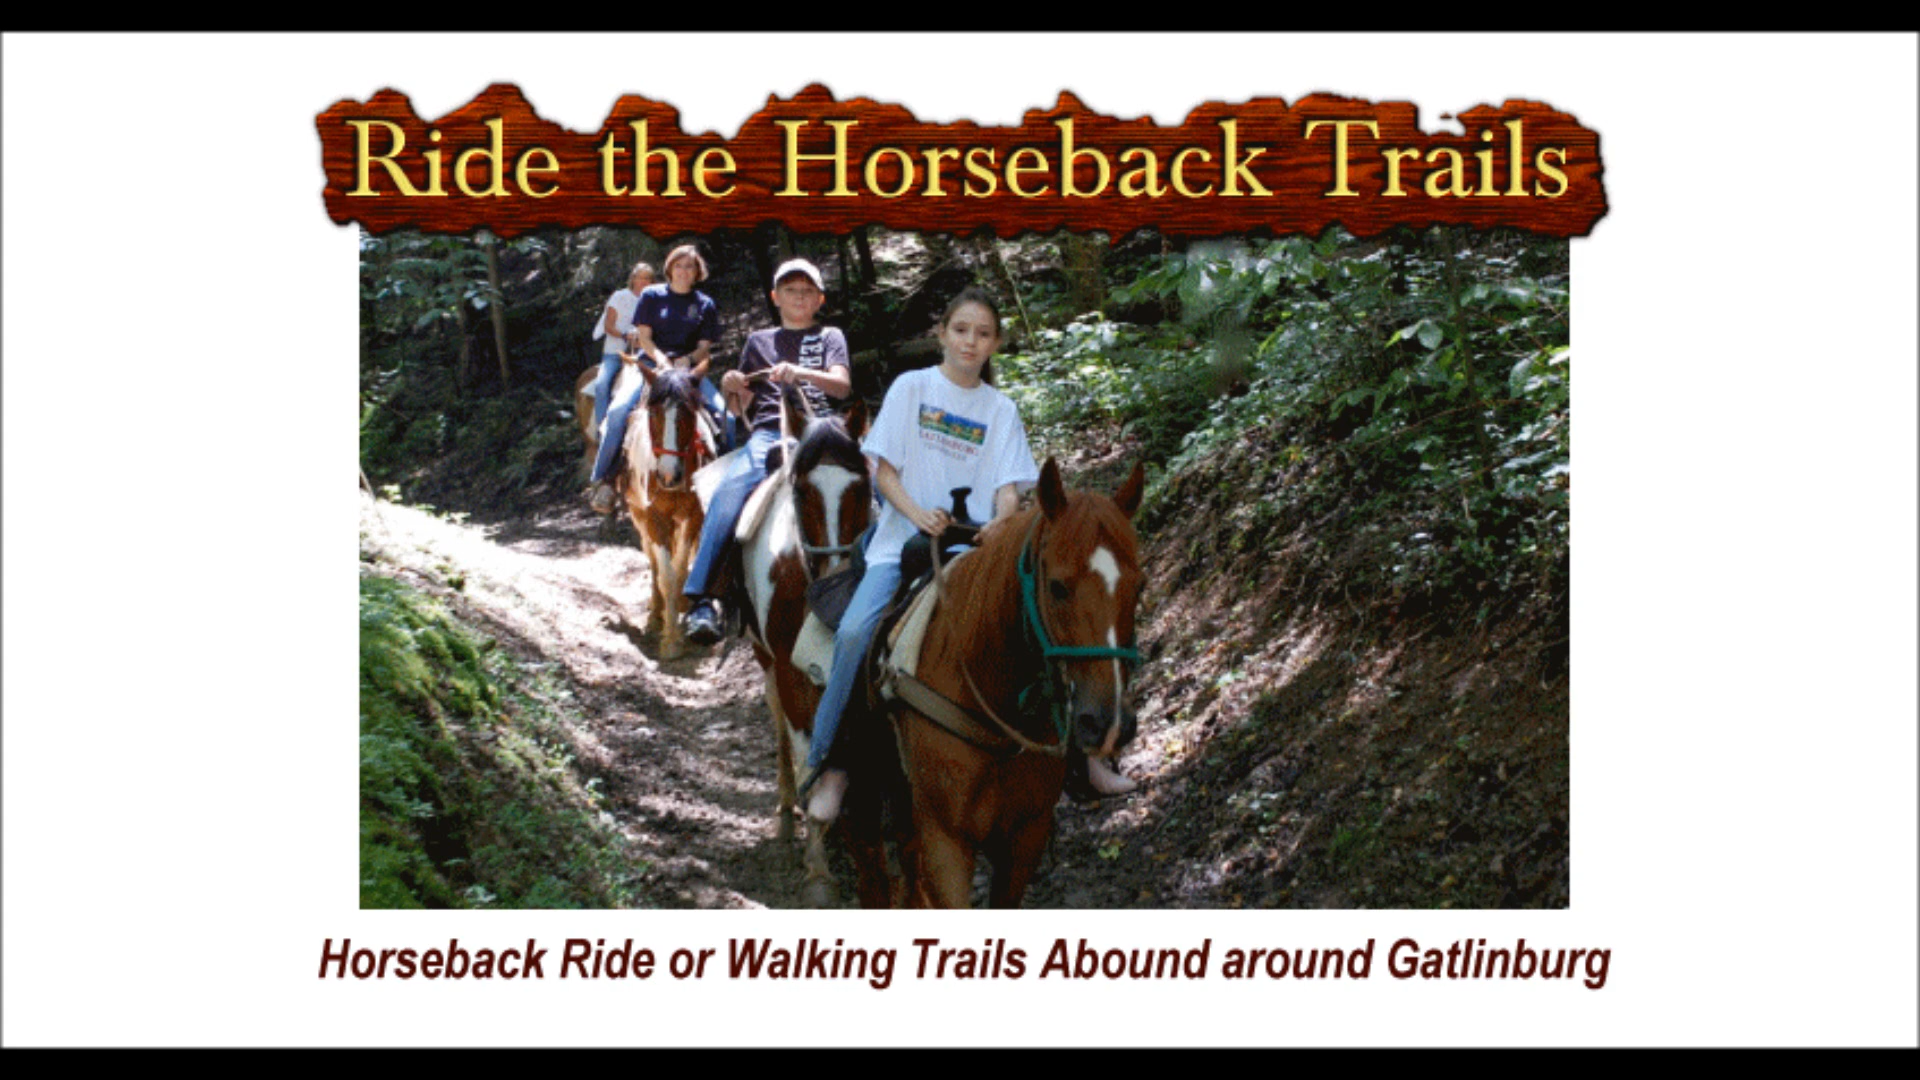 Ride the Horseback Trails
Horseback Ride or Walking Trails Abound around Gatlinburg